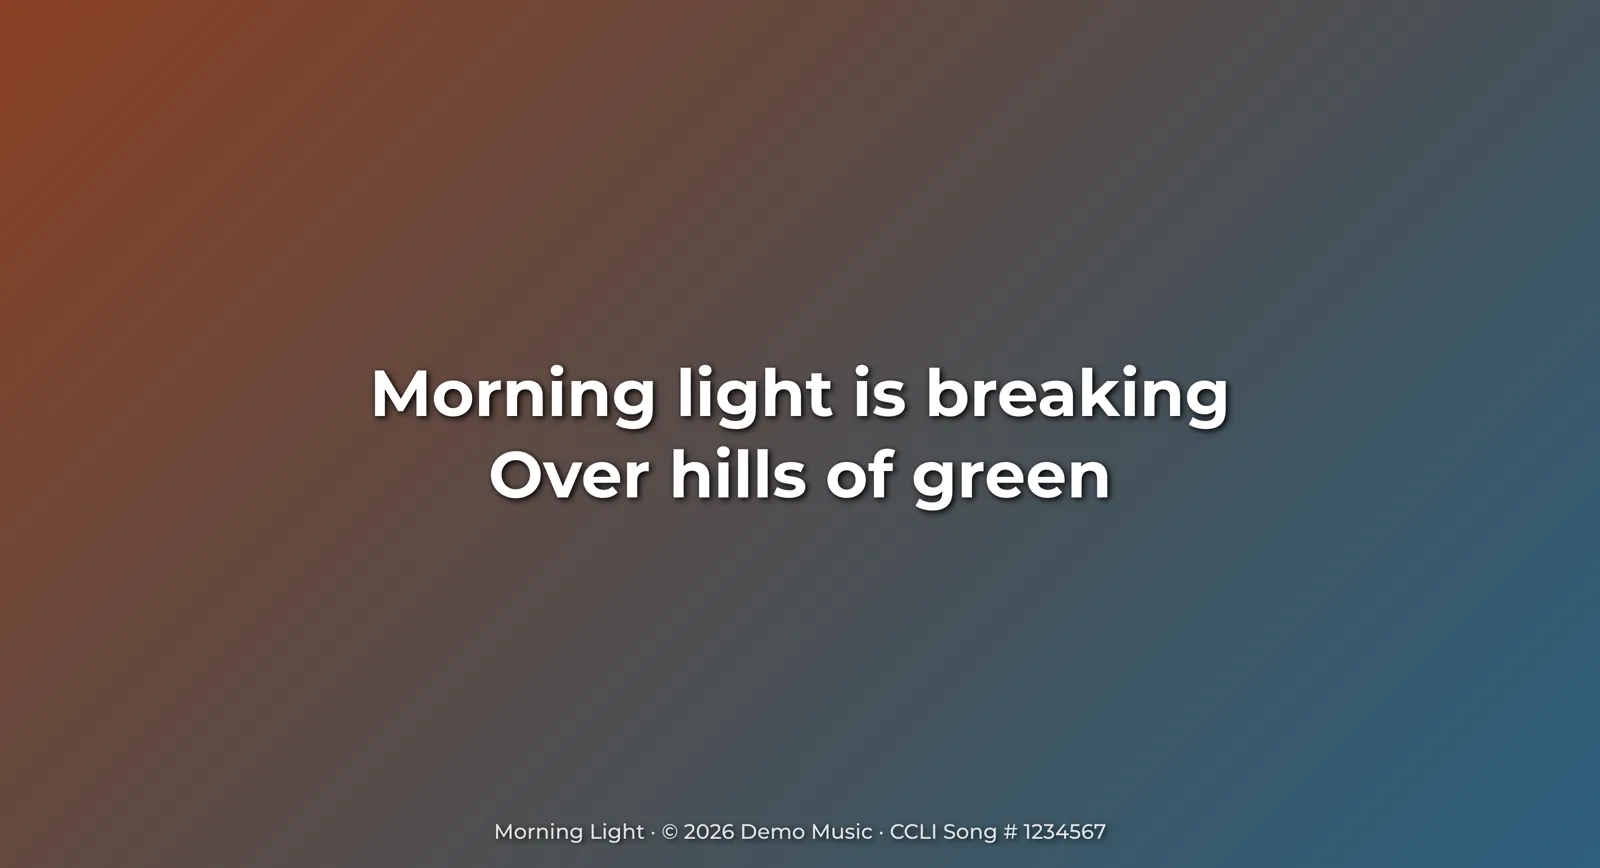 Morning light is breaking
Over hills of green
Morning Light · © 2026 Demo Music · CCLI Song # 1234567